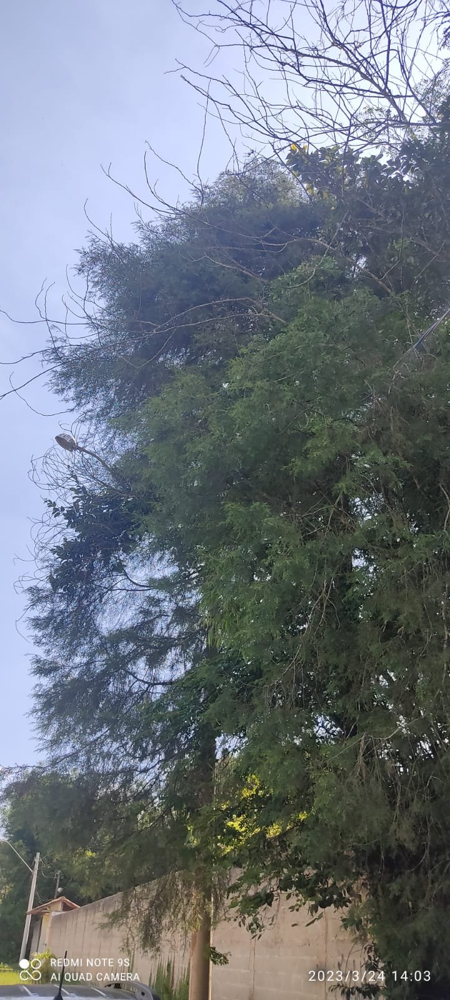 REDMI NOTE 9S
AI QUAD CAMERA
2023/3/24 14:03